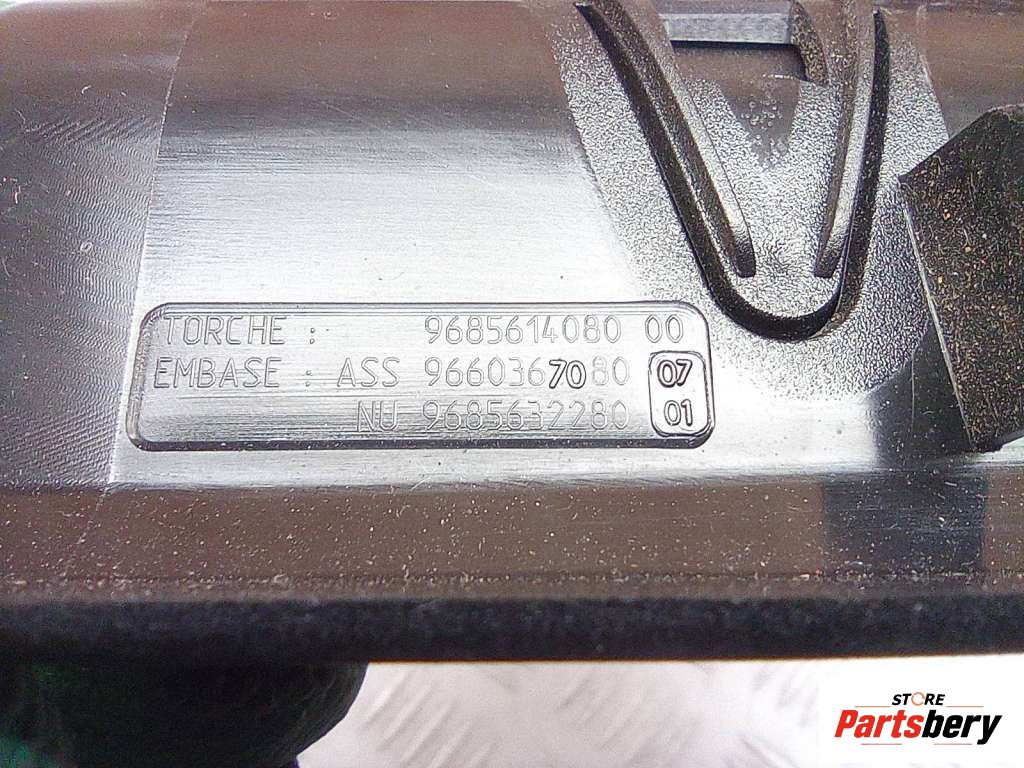 TORCHE : 9685614080 00
EMBASE : ASS 9660367080 07
NU 9685632280 01
STORE
Partsbery